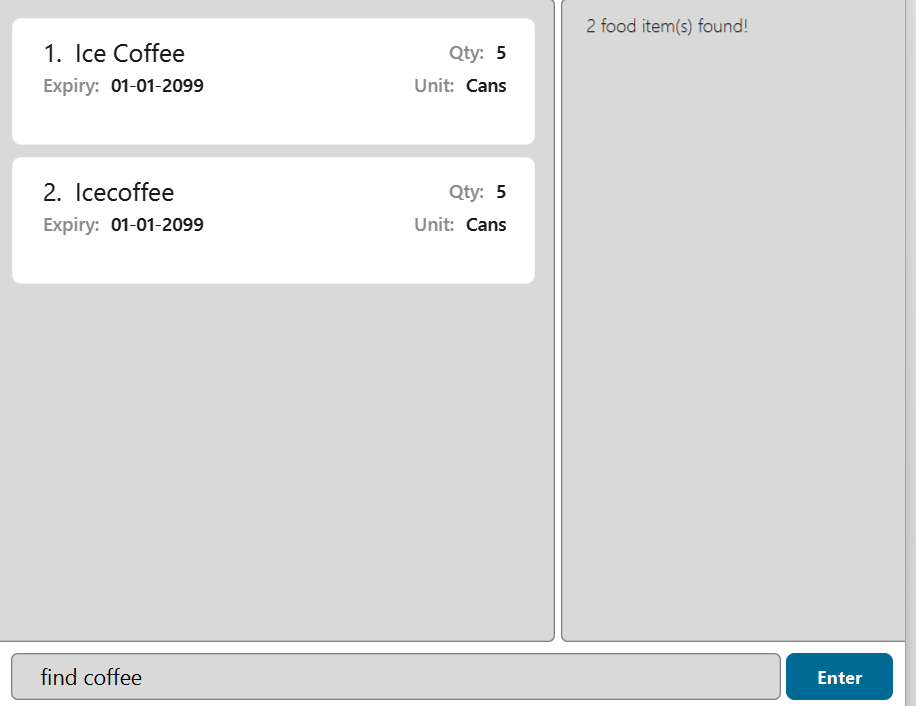 1. Ice Coffee Qty: 5
Expiry: 01-01-2099 Unit: Cans
2. Icecoffee Qty: 5
Expiry: 01-01-2099 Unit: Cans
2 food item(s) found!
find coffee
Enter